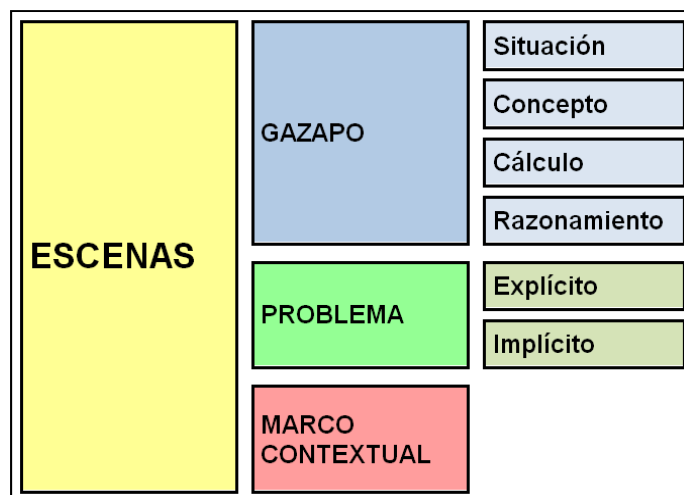 ESCENAS
GAZAPO
Situación
Concepto
Cálculo
Razonamiento
PROBLEMA
Explícito
Implícito
MARCO
CONTEXTUAL